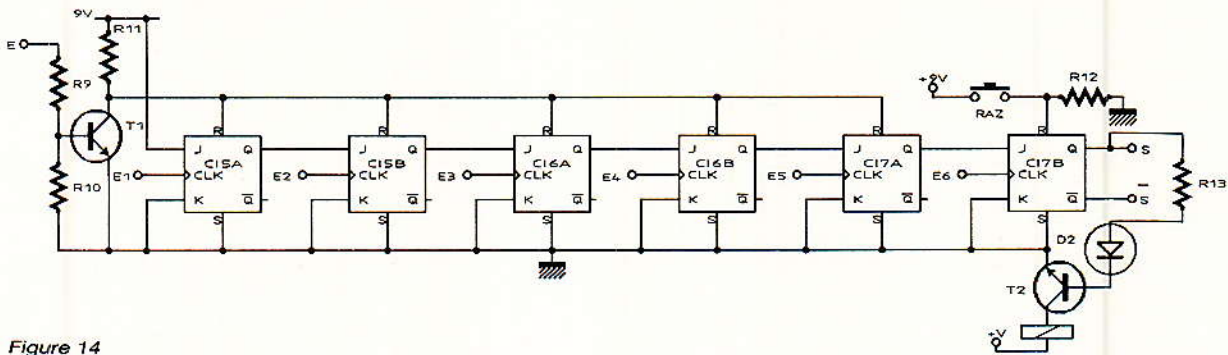 9V
R11
E
R9
T1
R10
+9V
RAZ
R12
R
R
R
R
R
R
J Q
J Q
J Q
J Q
J Q
J Q
S
CI5A
CI5B
CI6A
CI6B
CI7A
CI7B
E1 CLK
E2 CLK
E3 CLK
E4 CLK
E5 CLK
E6 CLK
R13
K Q̅
K Q̅
K Q̅
K Q̅
K Q̅
K Q̅
S̅
S
S
S
S
S
S
D2
T2
+V
Figure 14